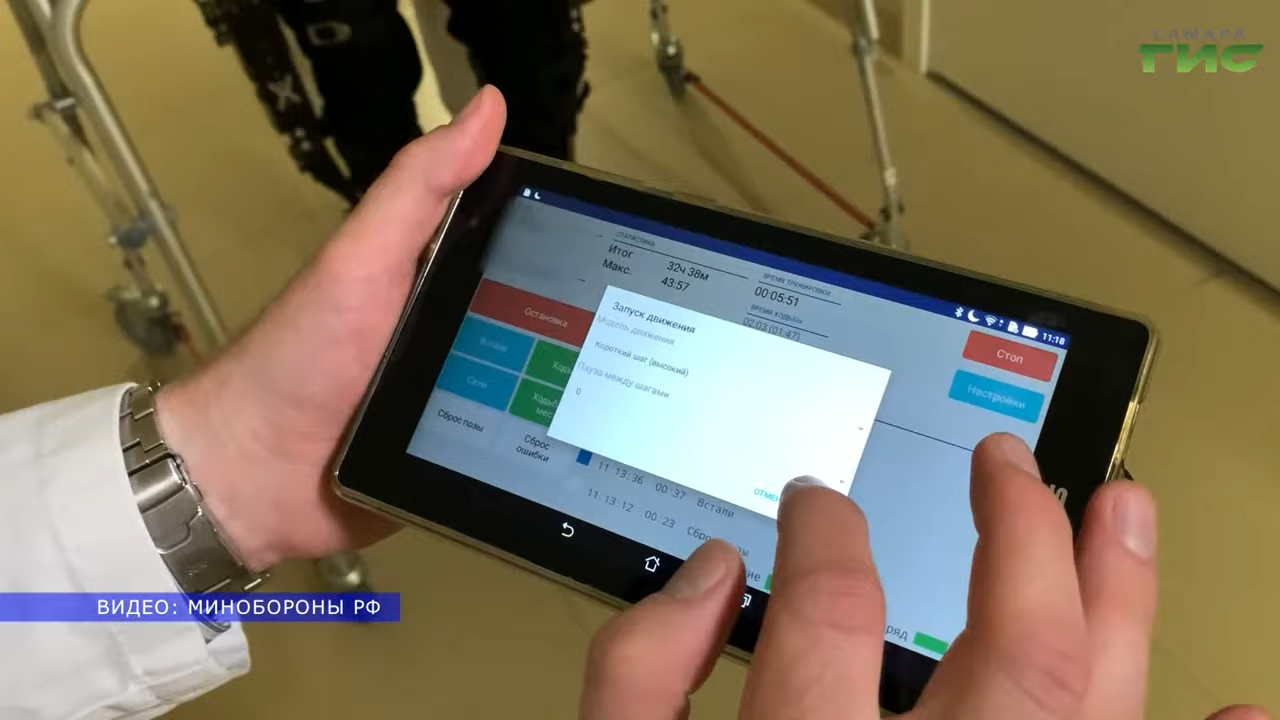 САМАРА
ГИС
СТАТИСТИКА
Итог 32ч 38м
Макс. 43:57
ВРЕМЯ ТРЕНИРОВКИ
00:05:51
ВРЕМЯ ХОДЬБЫ
02:03 (01:47)
11:18
Стоп
Настройки
Остановка
Запуск движения
Модель движения
Короткий шаг (высокий)
Пауза между шагами
0
Сброс позы
Сброс
ошибки
11:13:36 00:37 Встали
11:13:12 00:23
ВИДЕО: МИНОБОРОНЫ РФ